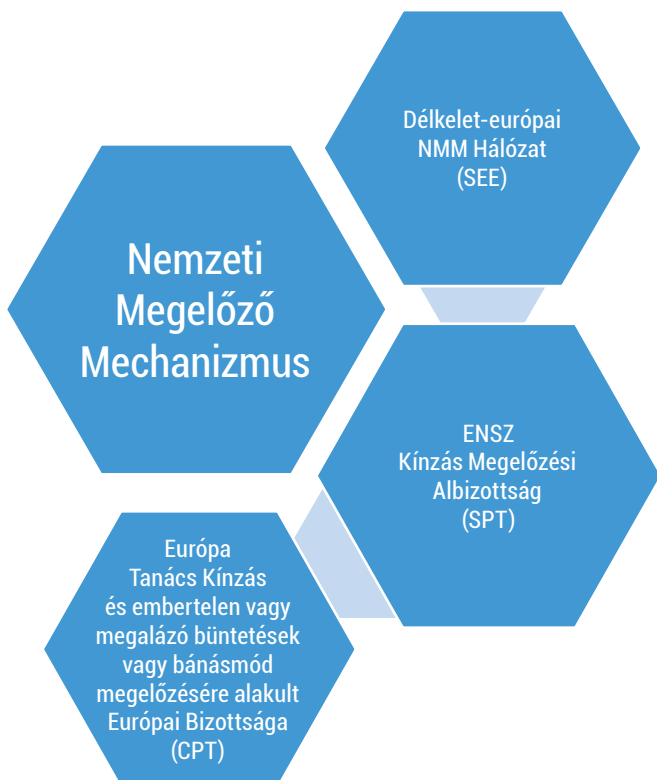 Délkelet-európai
NMM Hálózat
(SEE)
Nemzeti
Megelőző
Mechanizmus
ENSZ
Kínzás Megelőzési
Albizottság
(SPT)
Európa
Tanács Kínzás
és embertelen vagy
megalázó büntetések
vagy bánásmód
megelőzésére alakult
Európai Bizottsága
(CPT)